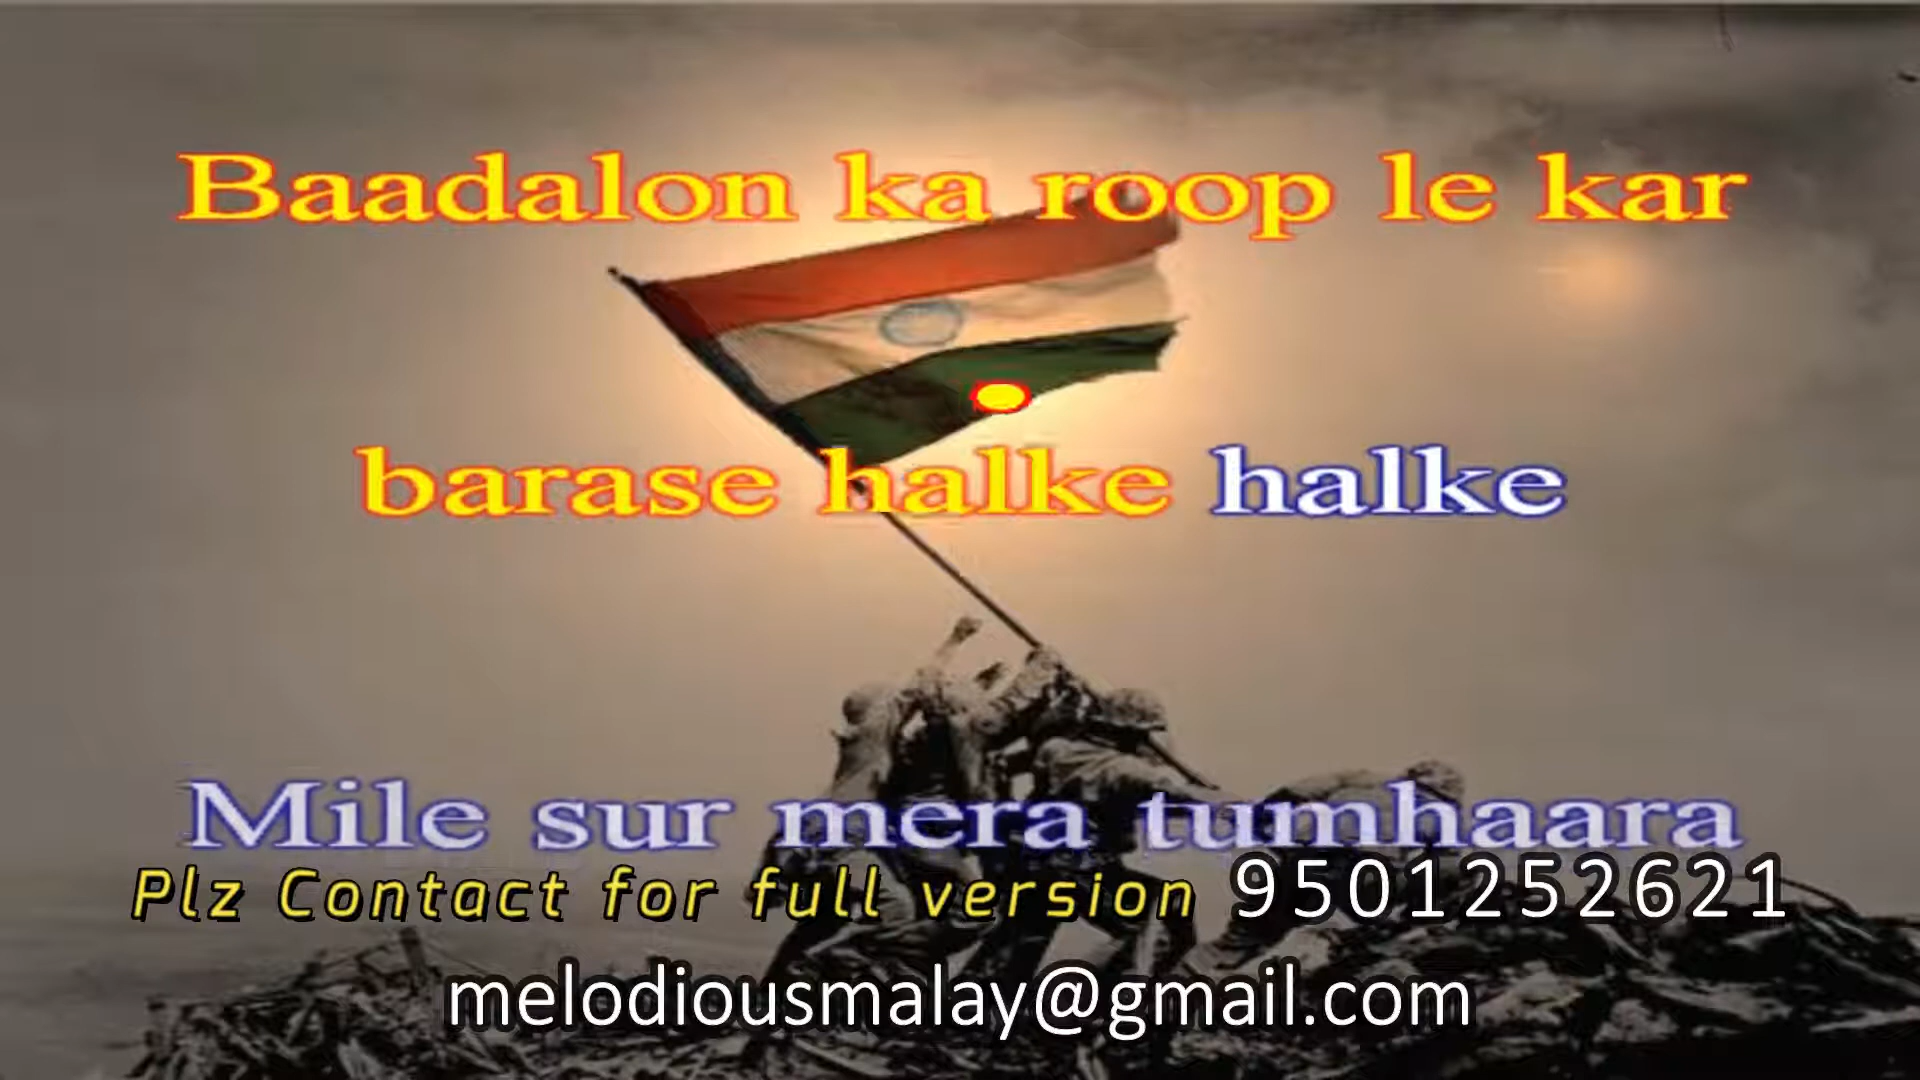 Baadalon ka roop le kar
barase halke halke
Mile sur mera tumhaara
Plz Contact for full version 9501252621
melodiousmalay@gmail.com